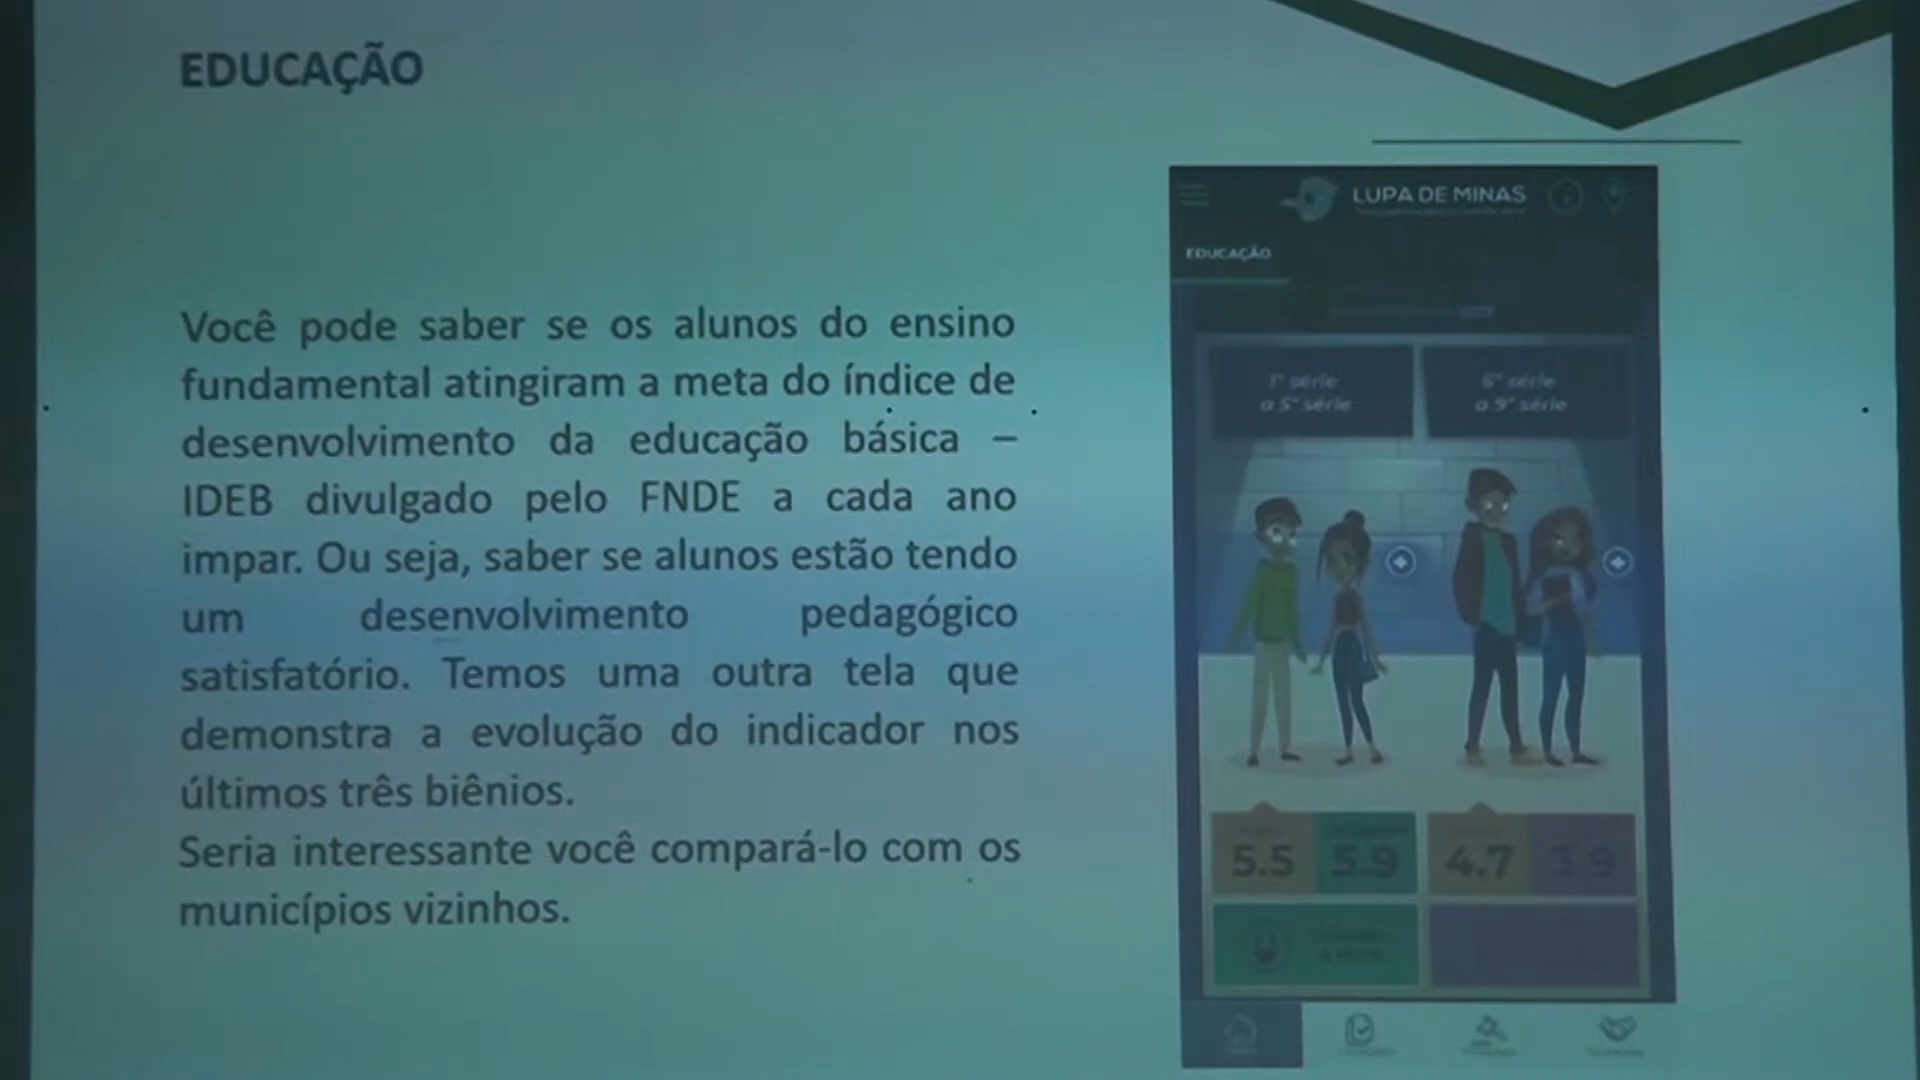 EDUCAÇÃO
Você pode saber se os alunos do ensino
fundamental atingiram a meta do índice de
desenvolvimento da educação básica –
IDEB divulgado pelo FNDE a cada ano
impar. Ou seja, saber se alunos estão tendo
um desenvolvimento pedagógico
satisfatório. Temos uma outra tela que
demonstra a evolução do indicador nos
últimos três biênios.
Seria interessante você compará-lo com os
municípios vizinhos.
LUPA DE MINAS
EDUCAÇÃO
1ª série
a 5ª série
6ª série
a 9ª série
5.5 5.9
4.7 3.9